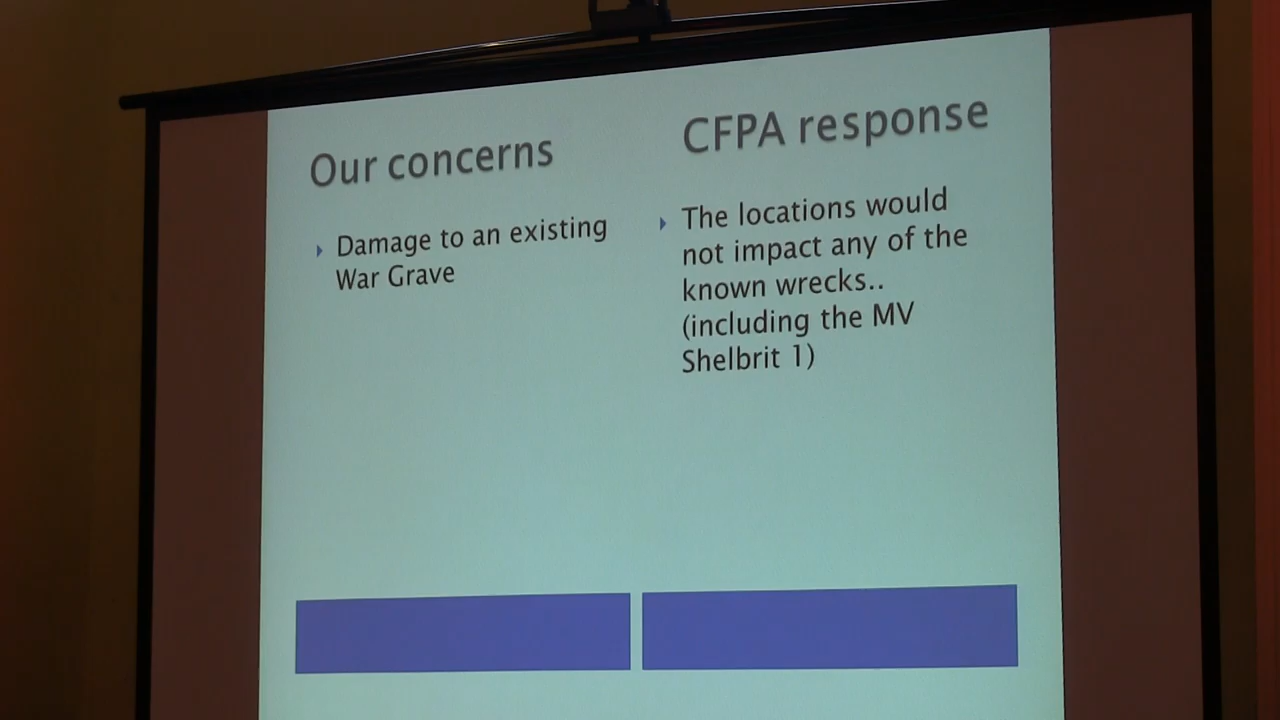 Our concerns
Damage to an existing
War Grave
CFPA response
The locations would
not impact any of the
known wrecks..
(including the MV
Shelbrit 1)